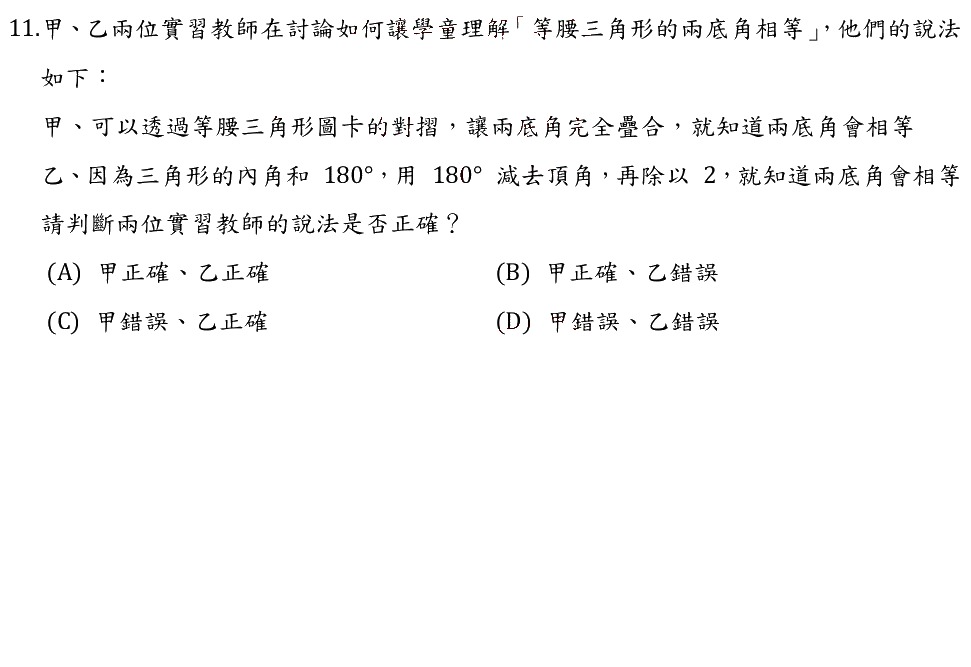 11.甲、乙兩位實習教師在討論如何讓學童理解「等腰三角形的兩底角相等」，他們的說法
如下：
甲、可以透過等腰三角形圖卡的對摺，讓兩底角完全疊合，就知道兩底角會相等
乙、因為三角形的內角和 180°，用 180° 減去頂角，再除以 2，就知道兩底角會相等
請判斷兩位實習教師的說法是否正確？
(A) 甲正確、乙正確 (B) 甲正確、乙錯誤
(C) 甲錯誤、乙正確 (D) 甲錯誤、乙錯誤